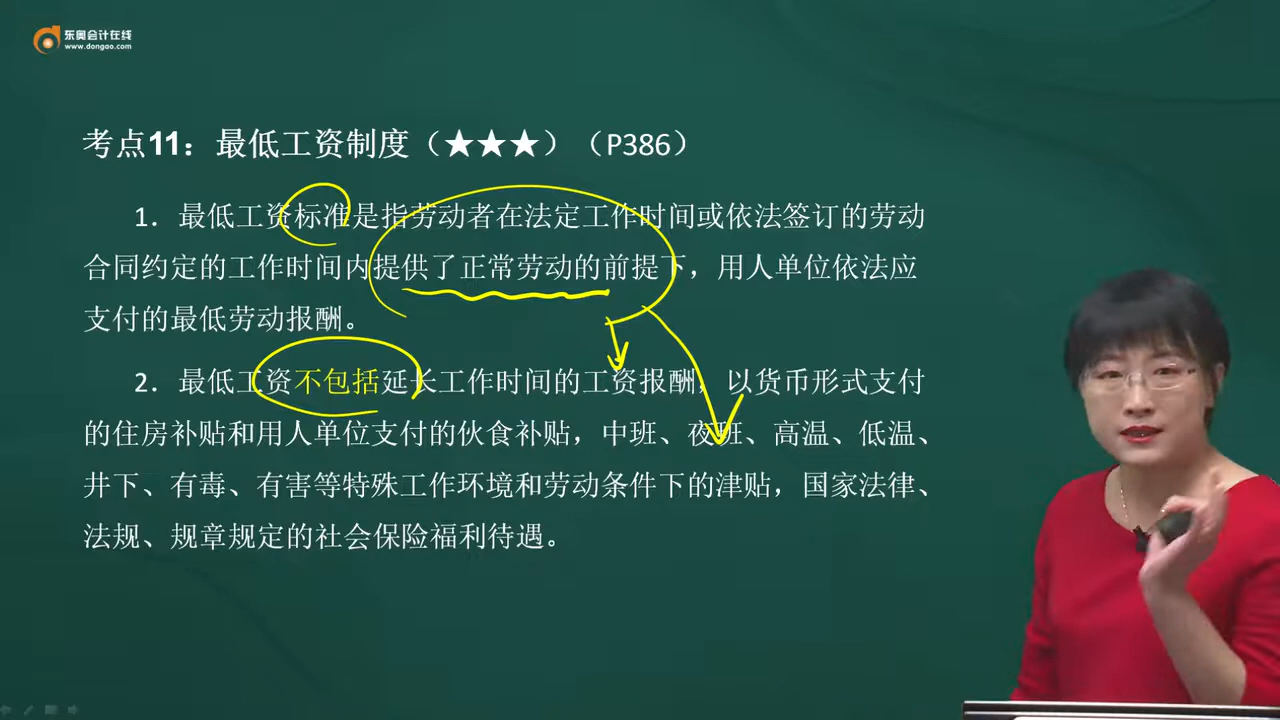 东奥会计在线
www.dongao.com
考点11：最低工资制度（★★★）（P386）
1．最低工资标准是指劳动者在法定工作时间或依法签订的劳动
合同约定的工作时间内提供了正常劳动的前提下，用人单位依法应
支付的最低劳动报酬。
2．最低工资不包括延长工作时间的工资报酬，以货币形式支付
的住房补贴和用人单位支付的伙食补贴，中班、夜班、高温、低温、
井下、有毒、有害等特殊工作环境和劳动条件下的津贴，国家法律、
法规、规章规定的社会保险福利待遇。